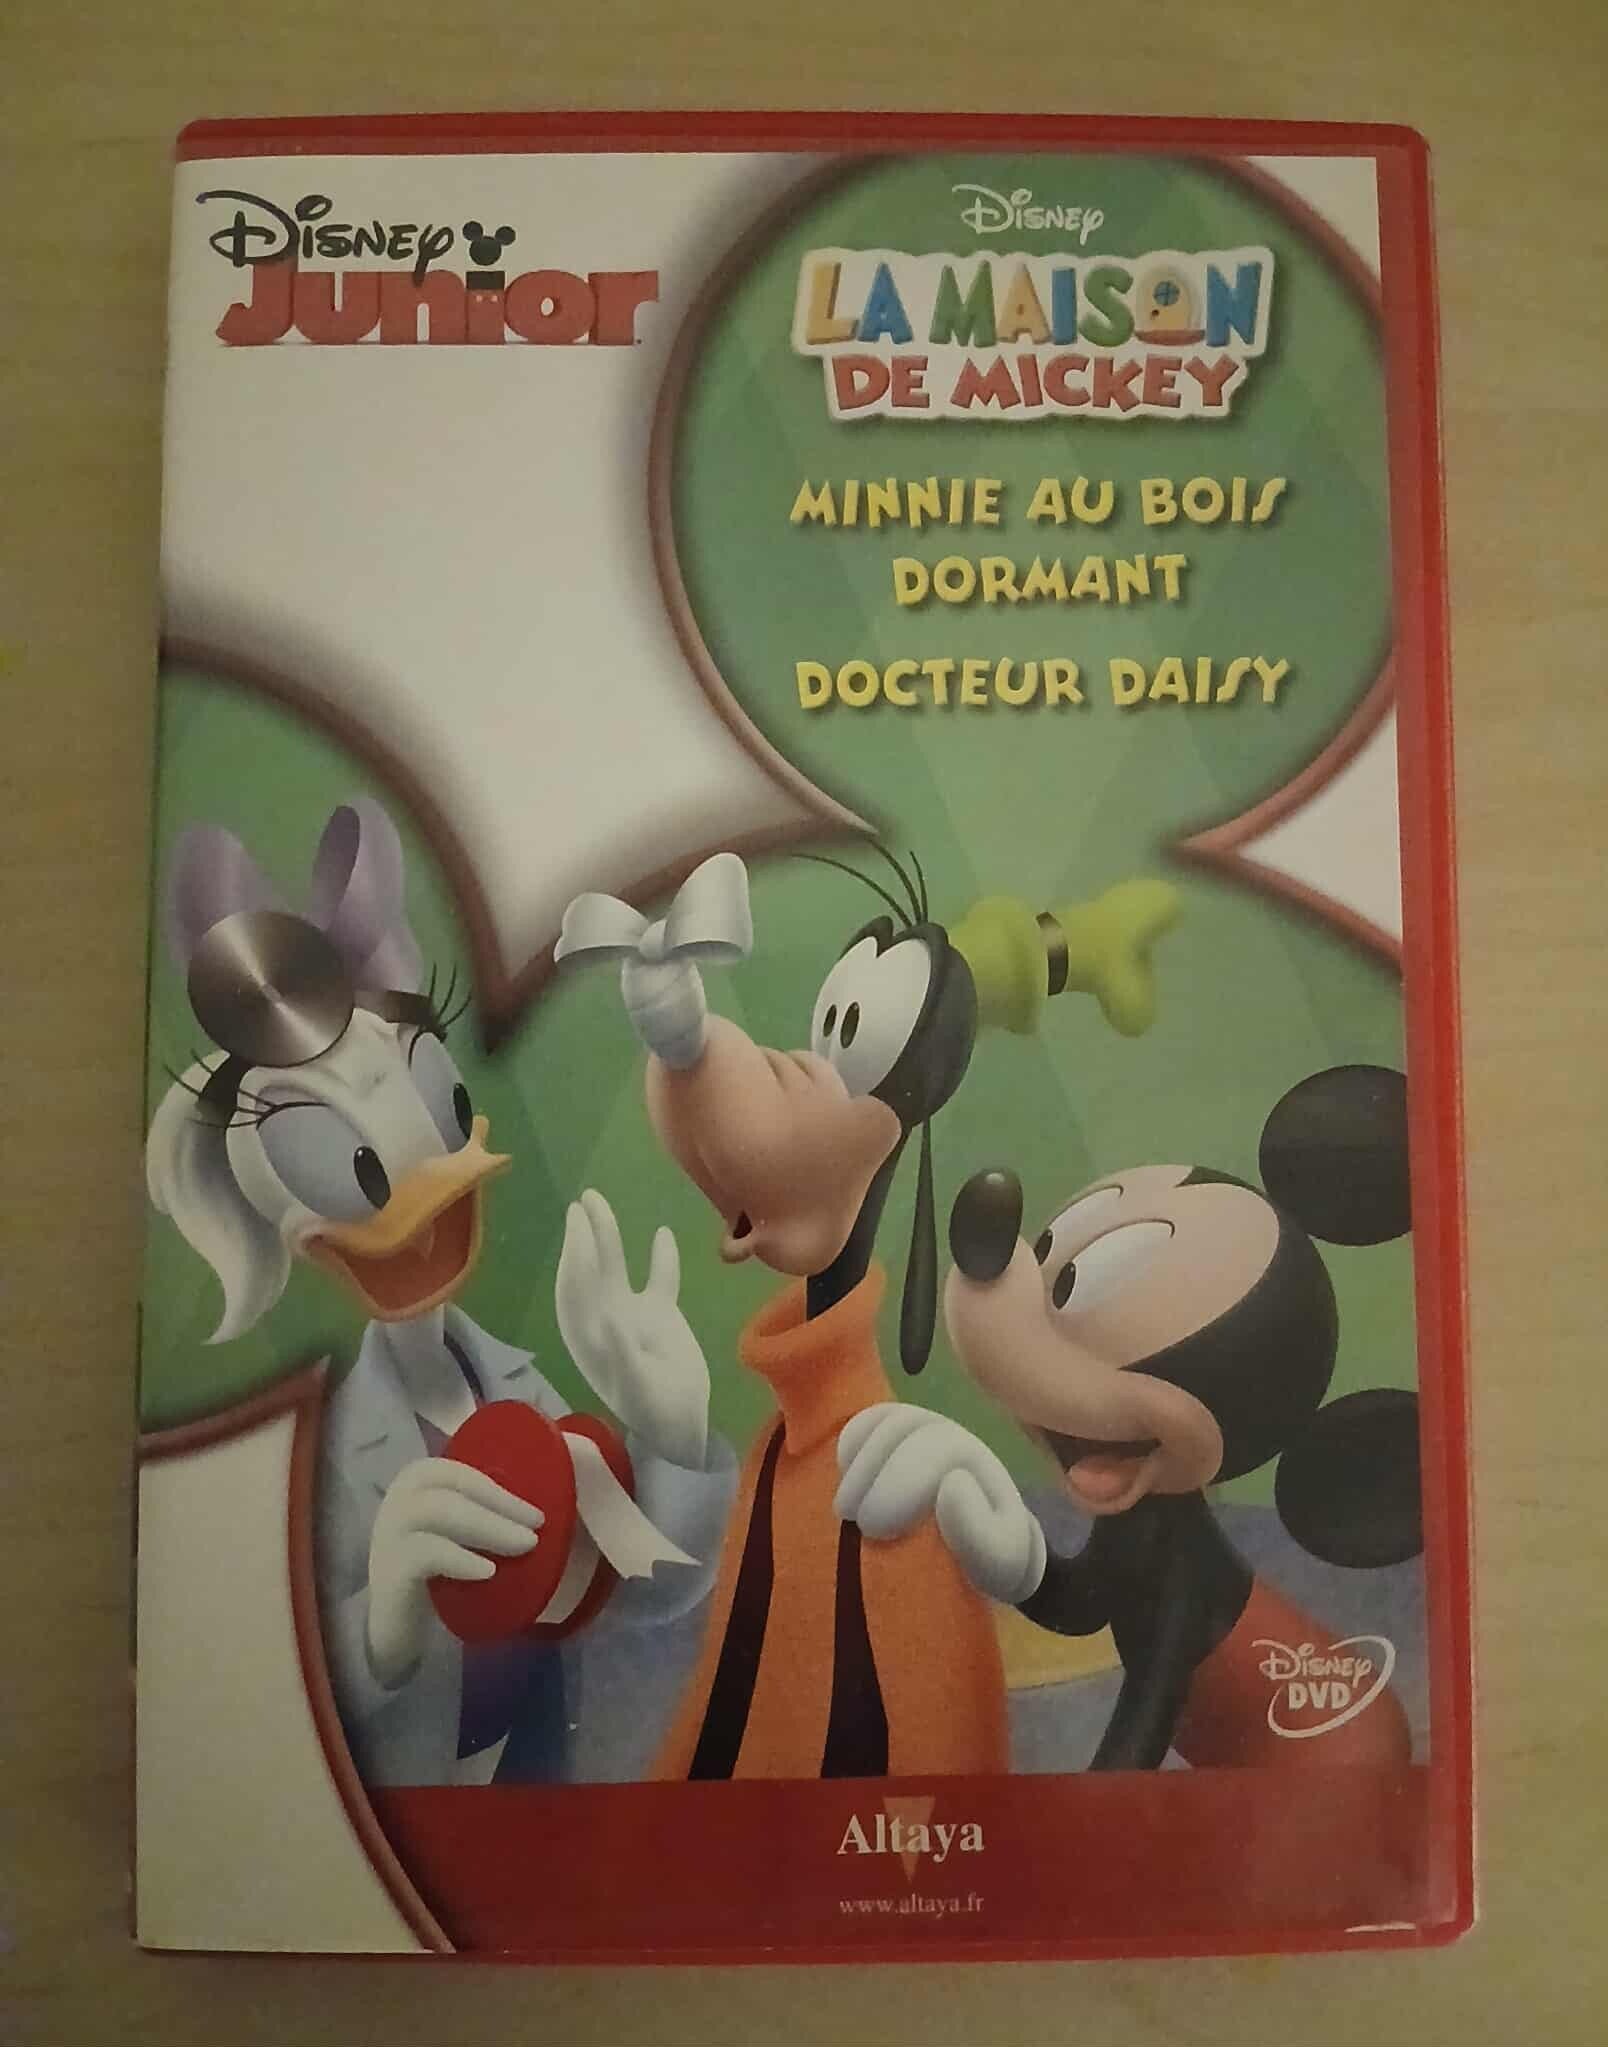 Disney
Junior
Disney
LA MAISON
DE MICKEY
MINNIE AU BOIS
DORMANT
DOCTEUR DAISY
Disney
DVD
Altaya
www.altaya.fr